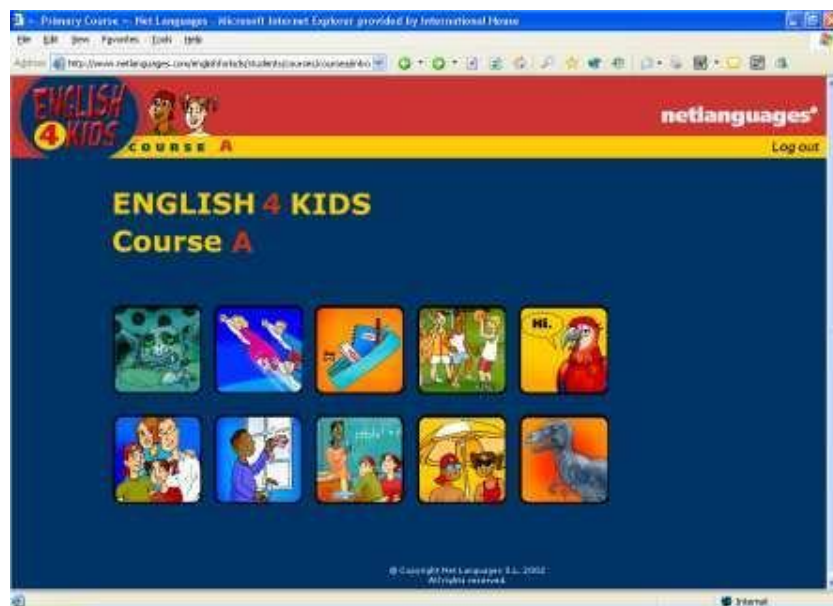 - Primary Course - Net Languages - Microsoft Internet Explorer provided by International House
File Edit View Favorites Tools Help
Address
ENGLISH
4 KIDS
COURSE A
netlanguages
Log out
ENGLISH 4 KIDS
Course A
Hi.
© Copyright Net Languages S.L. 2002
All rights reserved
Internet